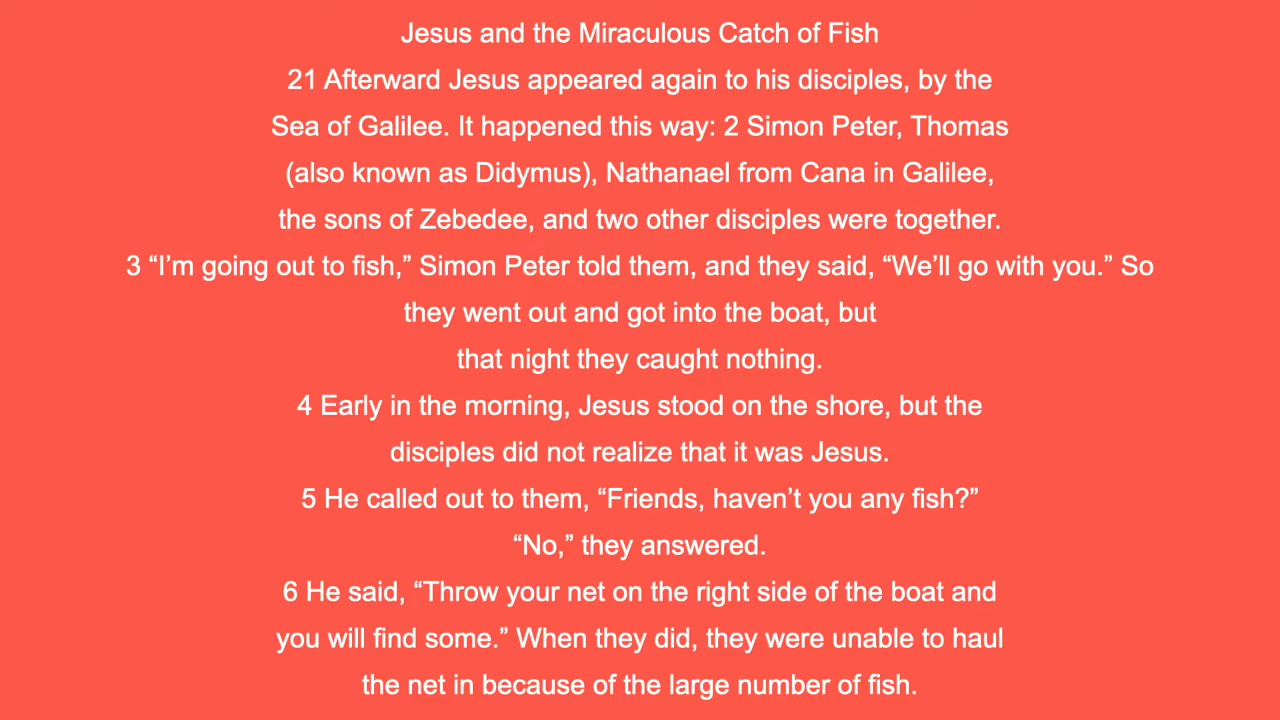 Jesus and the Miraculous Catch of Fish
21 Afterward Jesus appeared again to his disciples, by the
Sea of Galilee. It happened this way: 2 Simon Peter, Thomas
(also known as Didymus), Nathanael from Cana in Galilee,
the sons of Zebedee, and two other disciples were together.
3 “I’m going out to fish,” Simon Peter told them, and they said, “We’ll go with you.” So
they went out and got into the boat, but
that night they caught nothing.
4 Early in the morning, Jesus stood on the shore, but the
disciples did not realize that it was Jesus.
5 He called out to them, “Friends, haven’t you any fish?”
“No,” they answered.
6 He said, “Throw your net on the right side of the boat and
you will find some.” When they did, they were unable to haul
the net in because of the large number of fish.